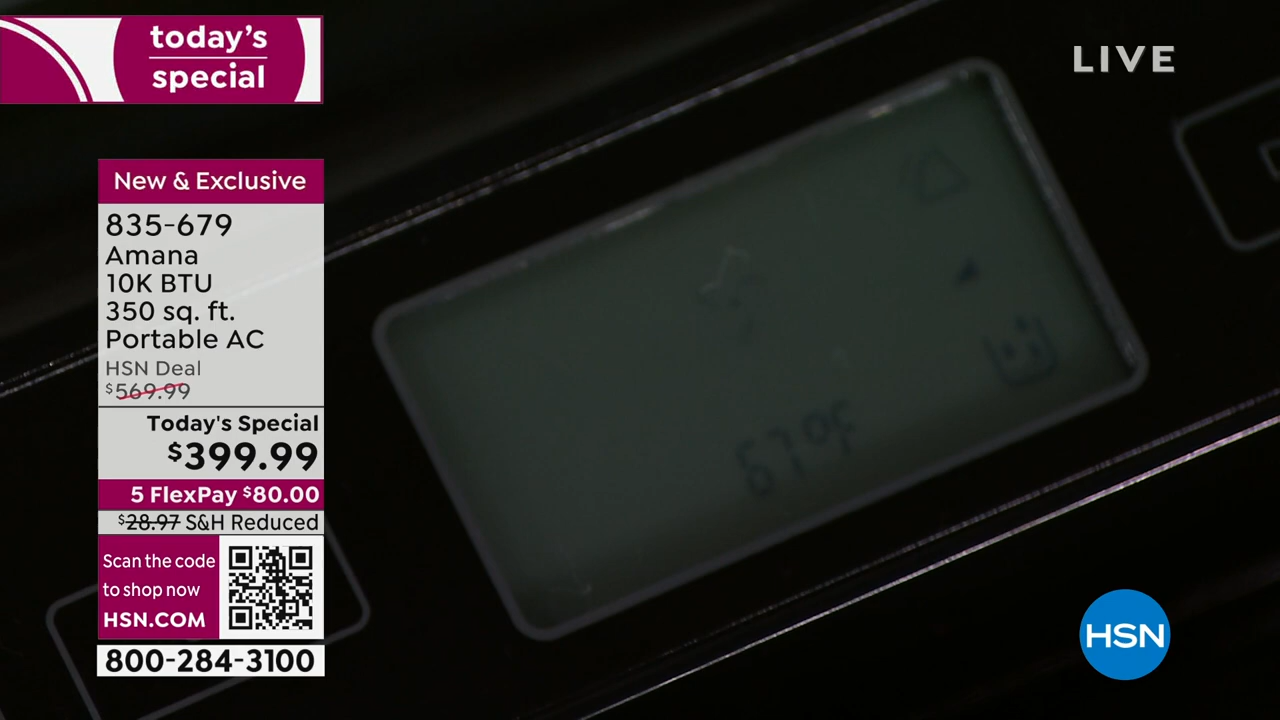 today's
special
LIVE
New & Exclusive
835-679
Amana
10K BTU
350 sq. ft.
Portable AC
HSN Deal
$569.99
Today's Special
$399.99
5 FlexPay $80.00
$28.97 S&H Reduced
Scan the code
to shop now
HSN.COM
800-284-3100
67°F
HSN